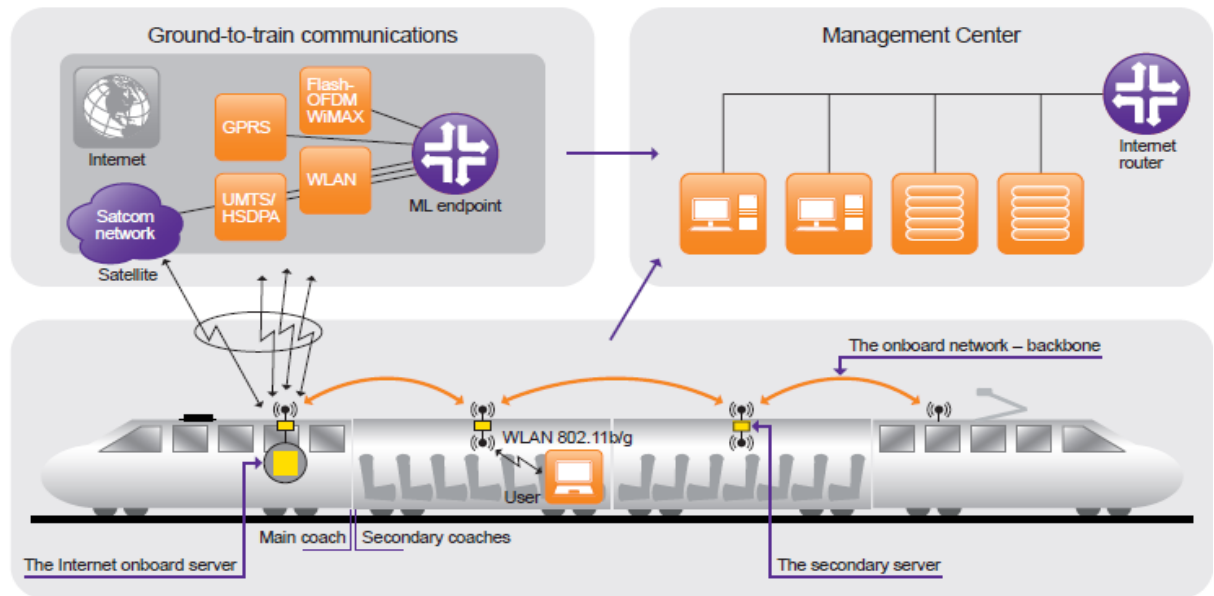 Ground-to-train communications
Internet
GPRS
Flash-
OFDM
WiMAX
UMTS/
HSDPA
WLAN
ML endpoint
Satcom
network
Satellite
Management Center
Internet
router
The onboard network – backbone
WLAN 802.11b/g
User
Main coach
Secondary coaches
The Internet onboard server
The secondary server